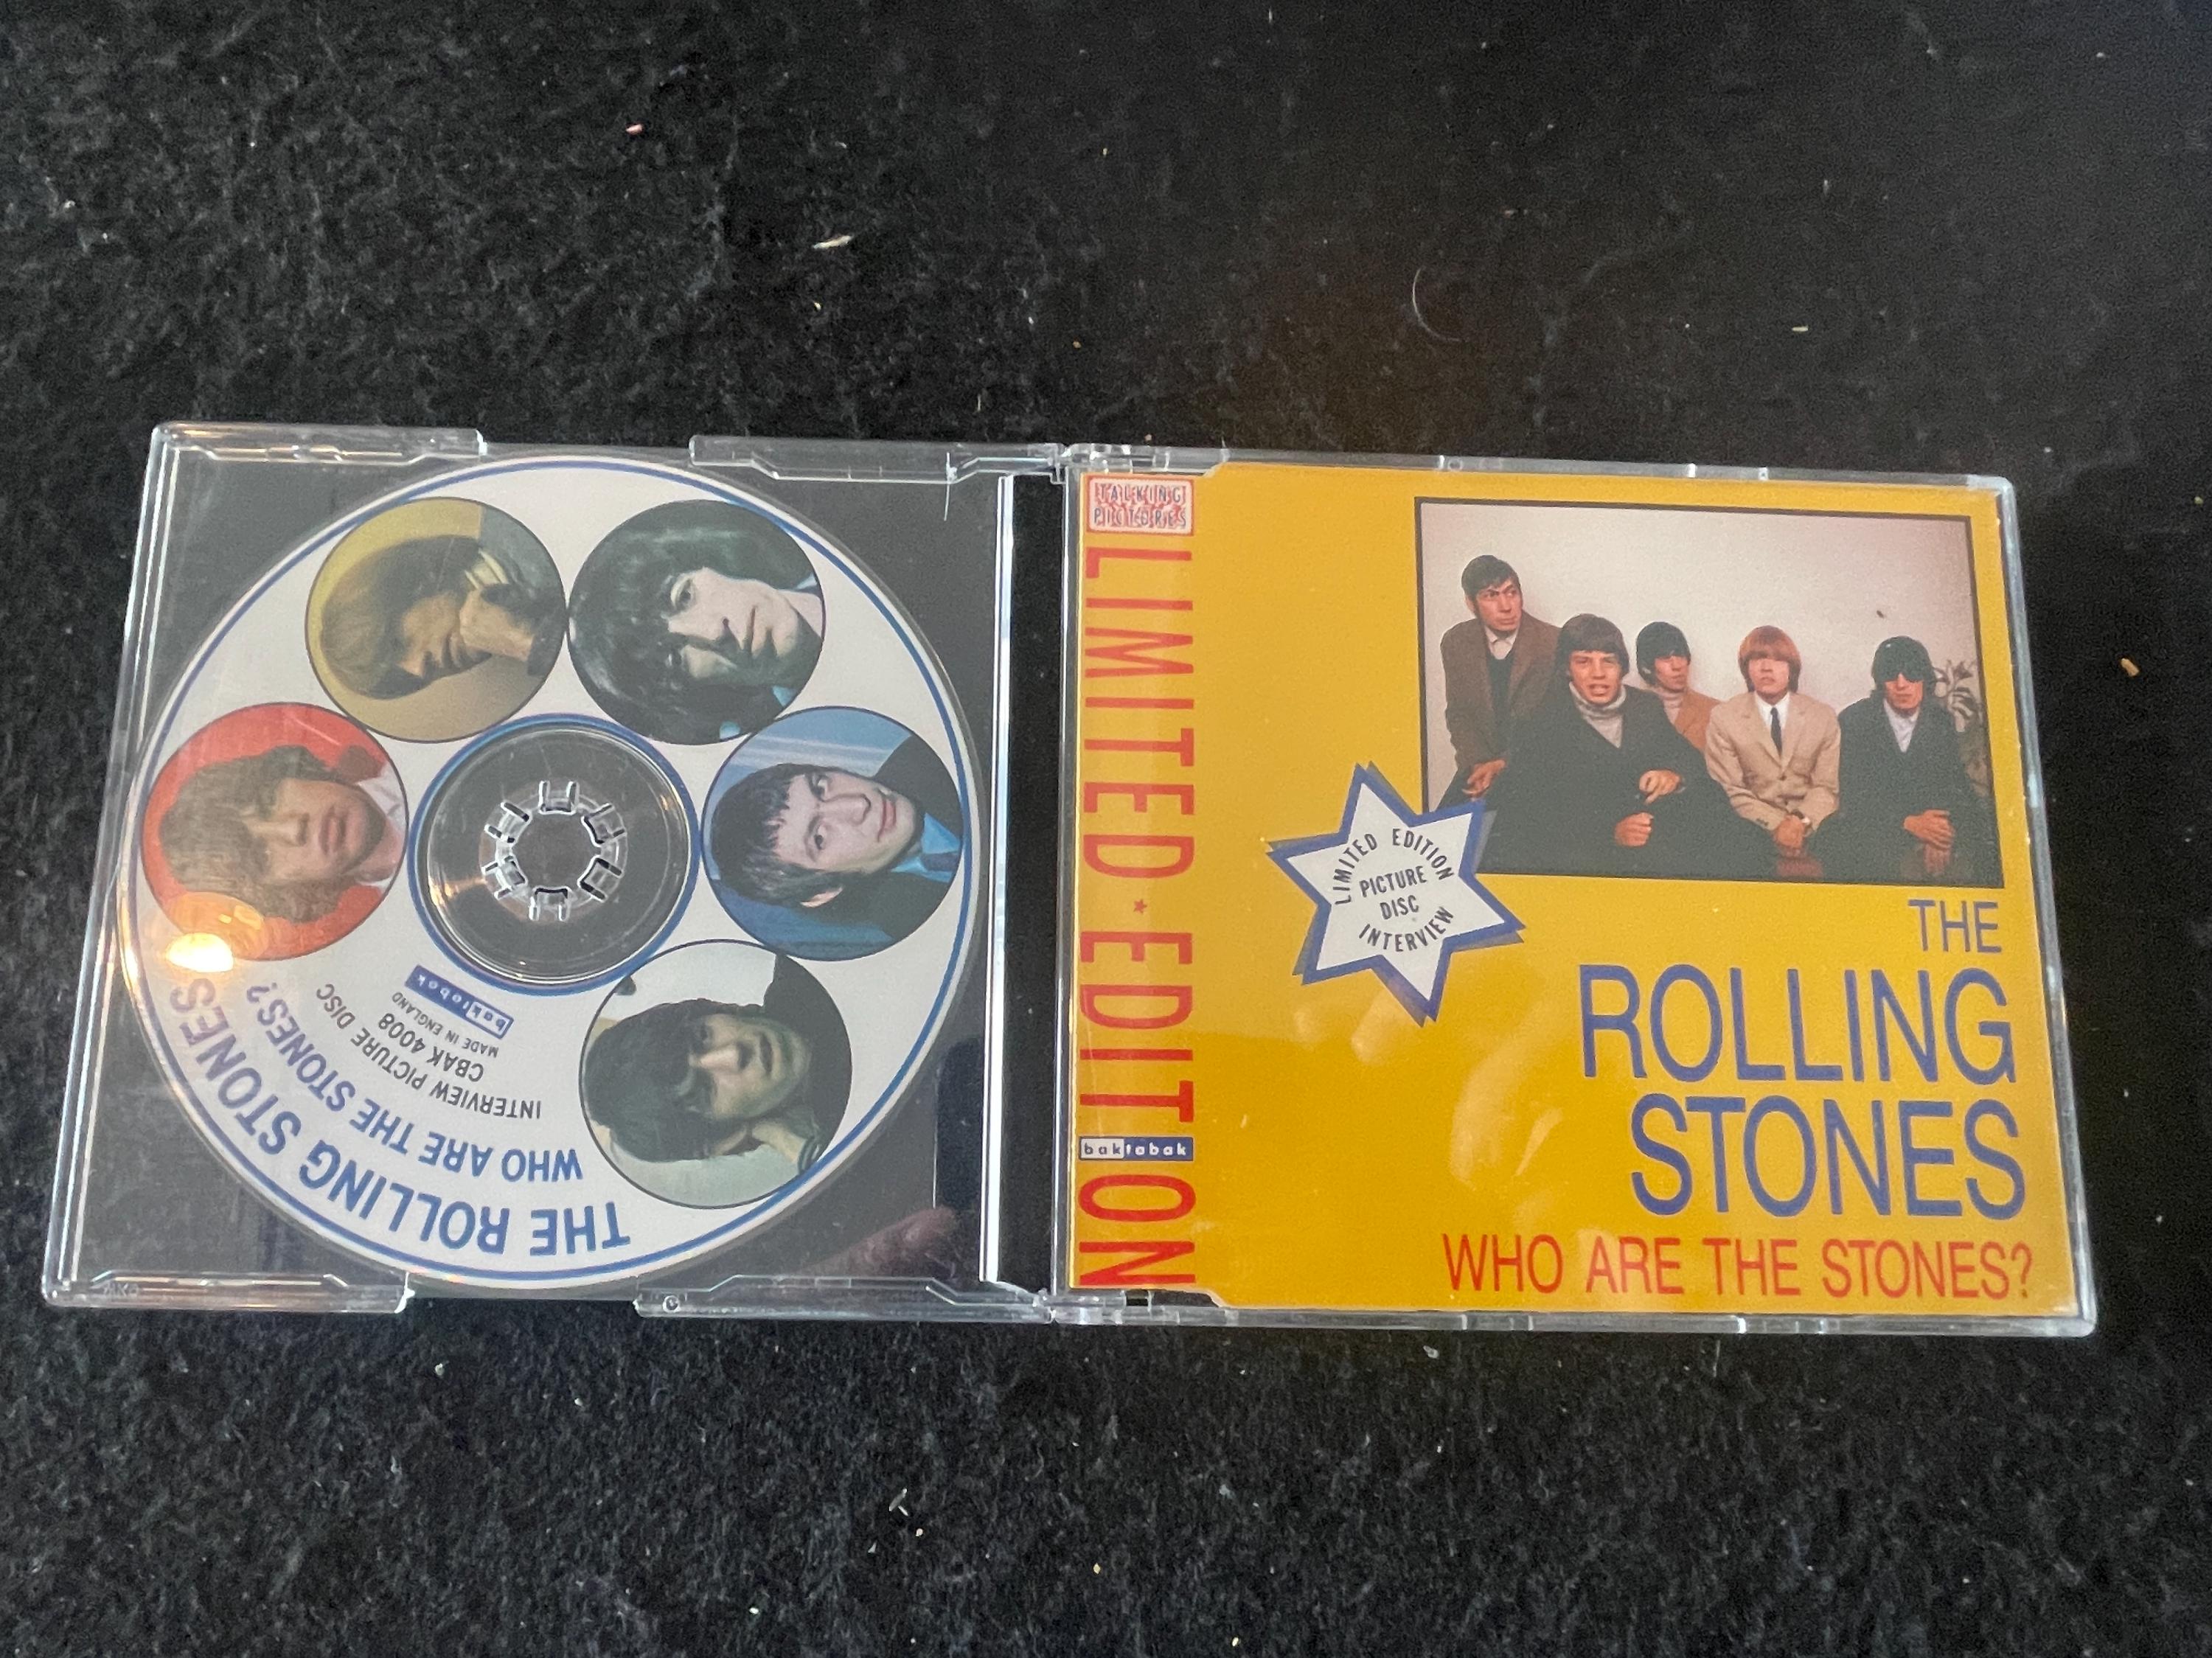 THE ROLLING STONES
WHO ARE THE STONES?
INTERVIEW PICTURE DISC
CBAK 4008
MADE IN ENGLAND
baktabak
TALKING
PICTURES
LIMITED ★ EDITION
baktabak
LIMITED EDITION
PICTURE
DISC
INTERVIEW
THE
ROLLING
STONES
WHO ARE THE STONES?